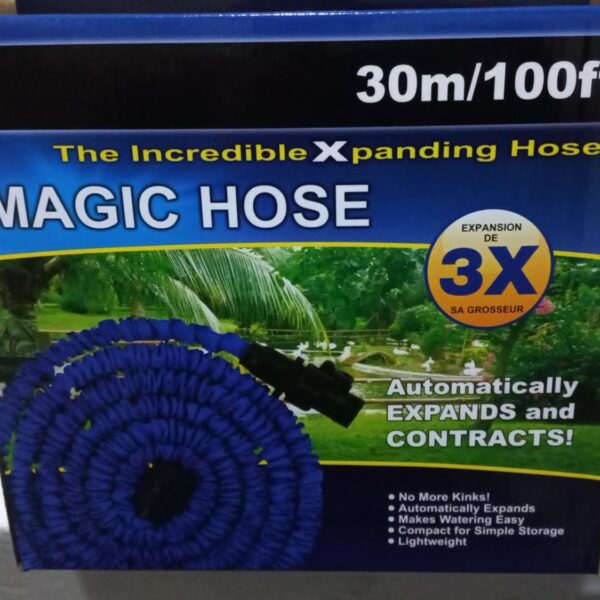 30m/100ft
The Incredible Xpanding Hose
MAGIC HOSE
EXPANSION
DE
3X
SA GROSSEUR
Automatically
EXPANDS and
CONTRACTS!
• No More Kinks!
• Automatically Expands
• Makes Watering Easy
• Compact for Simple Storage
• Lightweight